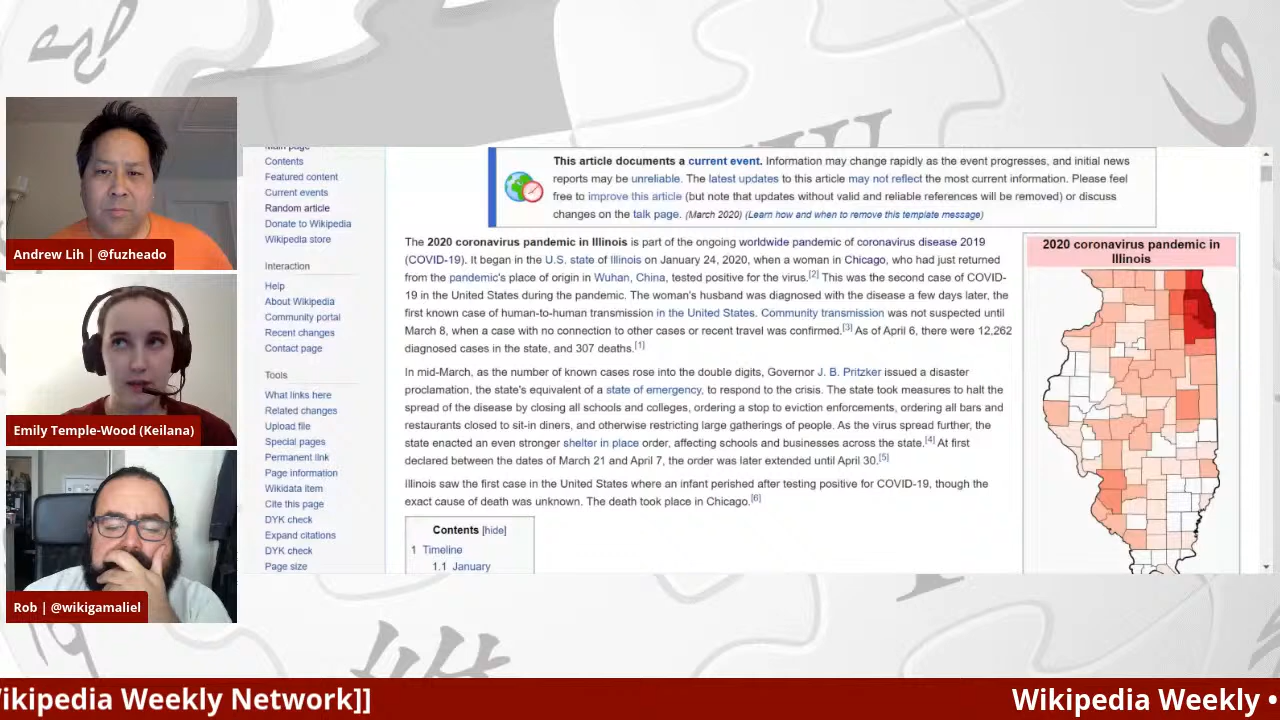 Andrew Lih | @fuzheado
Emily Temple-Wood (Keilana)
Rob | @wikigamaliel
Main page
Contents
Featured content
Current events
Random article
Donate to Wikipedia
Wikipedia store
Interaction
Help
About Wikipedia
Community portal
Recent changes
Contact page
Tools
What links here
Related changes
Upload file
Special pages
Permanent link
Page information
Wikidata item
Cite this page
DYK check
Expand citations
DYK check
Page size
This article documents a current event. Information may change rapidly as the event progresses, and initial news
reports may be unreliable. The latest updates to this article may not reflect the most current information. Please feel
free to improve this article (but note that updates without valid and reliable references will be removed) or discuss
changes on the talk page. (March 2020) (Learn how and when to remove this template message)
The 2020 coronavirus pandemic in Illinois is part of the ongoing worldwide pandemic of coronavirus disease 2019
(COVID-19). It began in the U.S. state of Illinois on January 24, 2020, when a woman in Chicago, who had just returned
from the pandemic's place of origin in Wuhan, China, tested positive for the virus.[2] This was the second case of COVID-
19 in the United States during the pandemic. The woman's husband was diagnosed with the disease a few days later, the
first known case of human-to-human transmission in the United States. Community transmission was not suspected until
March 8, when a case with no connection to other cases or recent travel was confirmed.[3] As of April 6, there were 12,262
diagnosed cases in the state, and 307 deaths.[1]
In mid-March, as the number of known cases rose into the double digits, Governor J. B. Pritzker issued a disaster
proclamation, the state's equivalent of a state of emergency, to respond to the crisis. The state took measures to halt the
spread of the disease by closing all schools and colleges, ordering a stop to eviction enforcements, ordering all bars and
restaurants closed to sit-in diners, and otherwise restricting large gatherings of people. As the virus spread further, the
state enacted an even stronger shelter in place order, affecting schools and businesses across the state.[4] At first
declared between the dates of March 21 and April 7, the order was later extended until April 30.[5]
Illinois saw the first case in the United States where an infant perished after testing positive for COVID-19, though the
exact cause of death was unknown. The death took place in Chicago.[6]
Contents [hide]
1 Timeline
1.1 January
2020 coronavirus pandemic in
Illinois
ikipedia Weekly Network]]
Wikipedia Weekly •